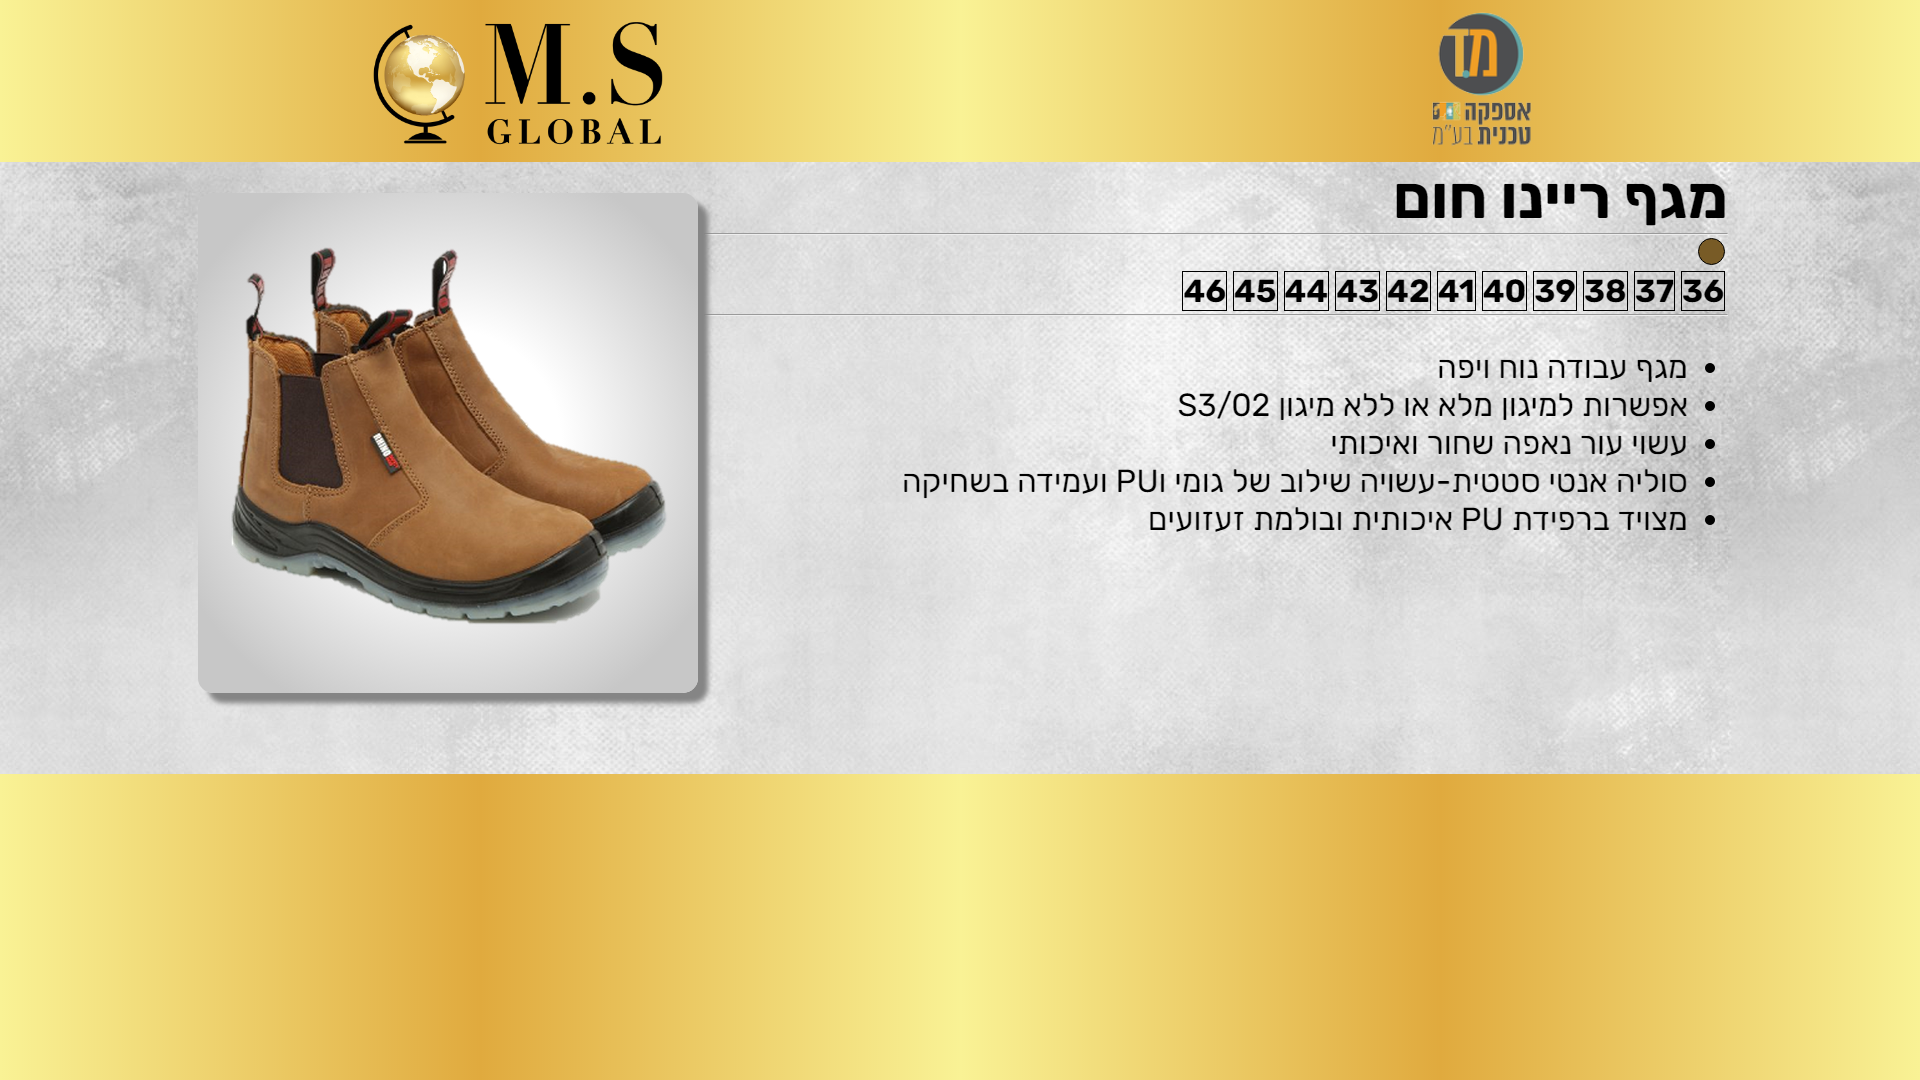 M.S
GLOBAL
מ.ד
אספקה
טכנית בע"מ
מגף ריינו חום
36 37 38 39 40 41 42 43 44 45 46
מגף עבודה נוח ויפה
אפשרות למיגון מלא או ללא מיגון S3/02
עשוי עור נאפה שחור ואיכותי
סוליה אנטי סטטית-עשויה שילוב של גומי וPU ועמידה בשחיקה
מצויד ברפידת PU איכותית ובולמת זעזועים
RHINO